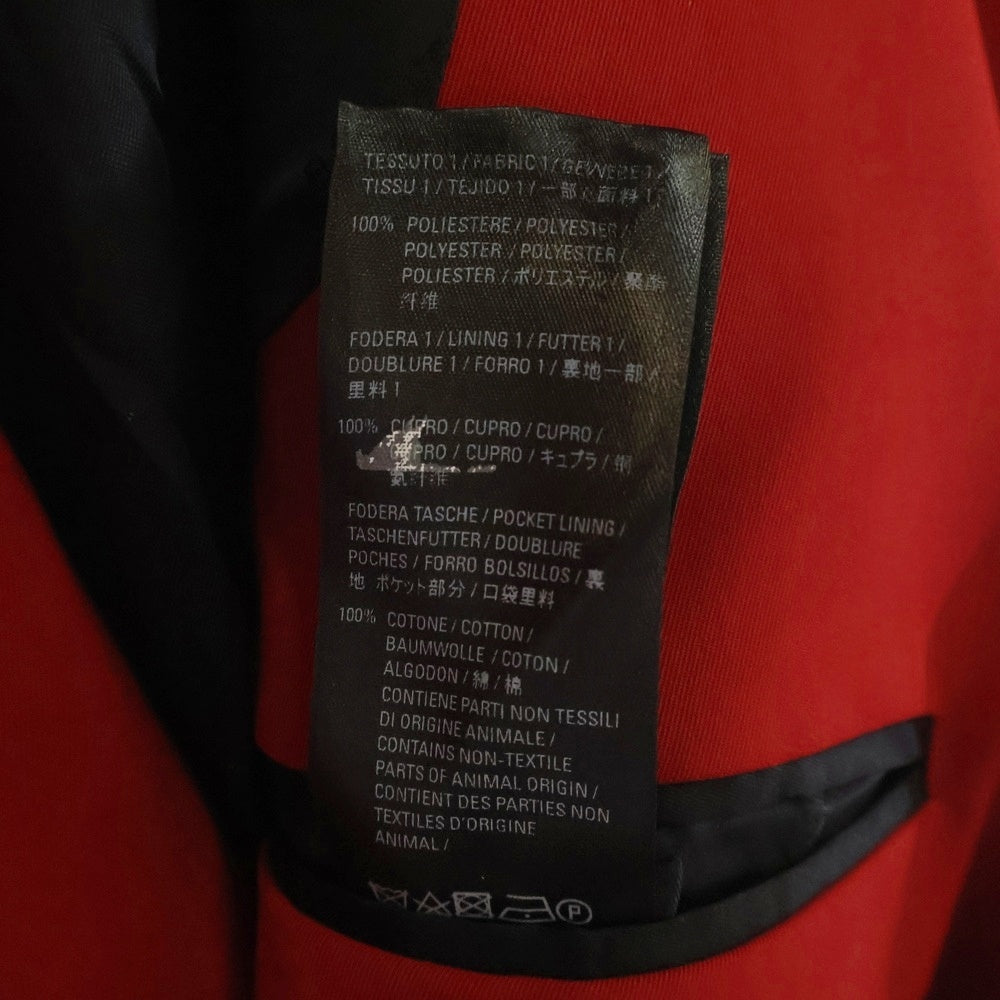 TESSUTO 1 / FABRIC 1 / GEWEBE 1 /
TISSU 1 / TEJIDO 1 / 一部 面料 1
100% POLIESTERE / POLYESTER /
POLYESTER / POLYESTER /
POLIESTER / ポリエステル / 聚酯
纤维
FODERA 1 / LINING 1 / FUTTER 1 /
DOUBLURE 1 / FORRO 1 / 裏地一部 /
里料 1
100% CUPRO / CUPRO / CUPRO /
CUPRO / CUPRO / キュプラ / 铜
氨纤维
FODERA TASCHE / POCKET LINING /
TASCHENFUTTER / DOUBLURE
POCHES / FORRO BOLSILLOS / 裏
地 ポケット部分 / 口袋里料
100% COTONE / COTTON /
BAUMWOLLE / COTON /
ALGODON / 綿 / 棉
CONTIENE PARTI NON TESSILI
DI ORIGINE ANIMALE /
CONTAINS NON-TEXTILE
PARTS OF ANIMAL ORIGIN /
CONTIENT DES PARTIES NON
TEXTILES D'ORIGINE
ANIMAL /
P